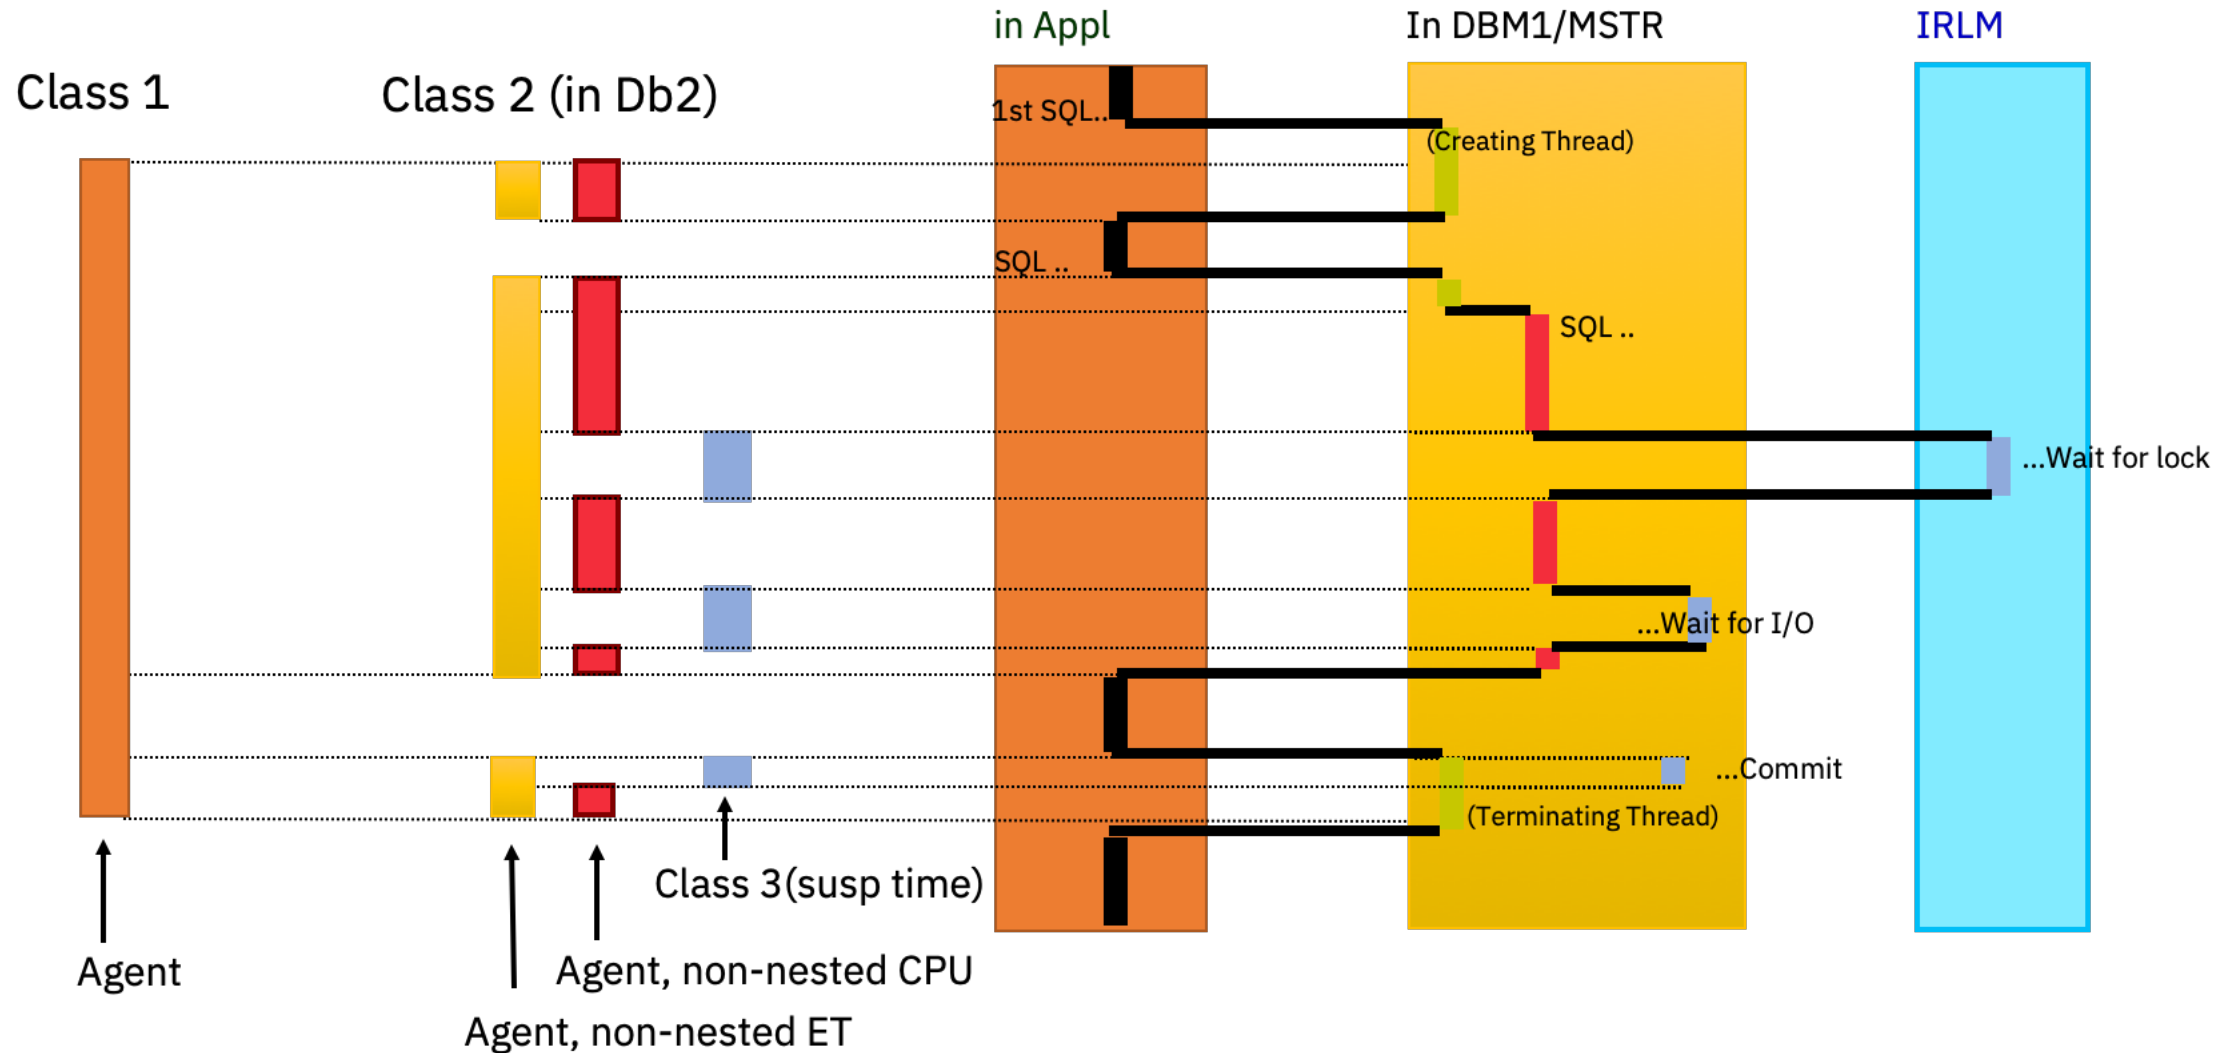 in Appl
In DBM1/MSTR
IRLM
Class 1
Class 2 (in Db2)
1st SQL..
(Creating Thread)
SQL ..
SQL ..
...Wait for lock
...Wait for I/O
...Commit
(Terminating Thread)
Class 3(susp time)
Agent
Agent, non-nested CPU
Agent, non-nested ET